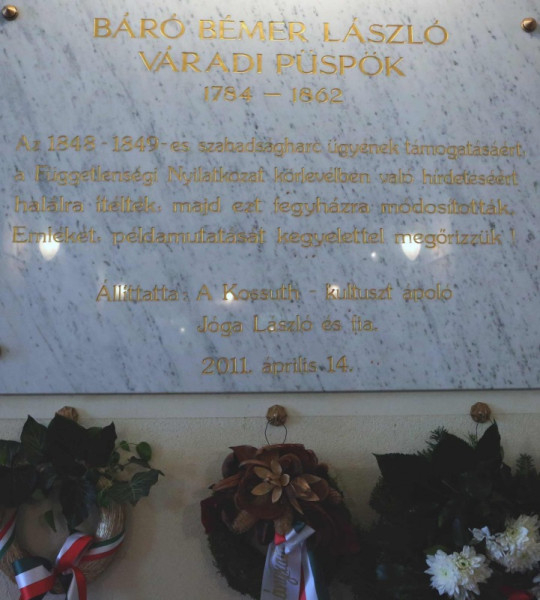 BÁRÓ BÉMER LÁSZLÓ
VÁRADI PÜSPÖK
1784 - 1862
Az 1848 - 1849-es szabadságharc ügyének támogatásáért,
a Függetlenségi Nyilatkozat körlevélben való hirdetéséért
halálra ítélték, majd ezt fegyházra módosították.
Emlékét, példamutatását kegyelettel megőrizzük !
Állíttatta : A Kossuth - kultuszt ápoló
Jóga László és fia.
2011. április 14.